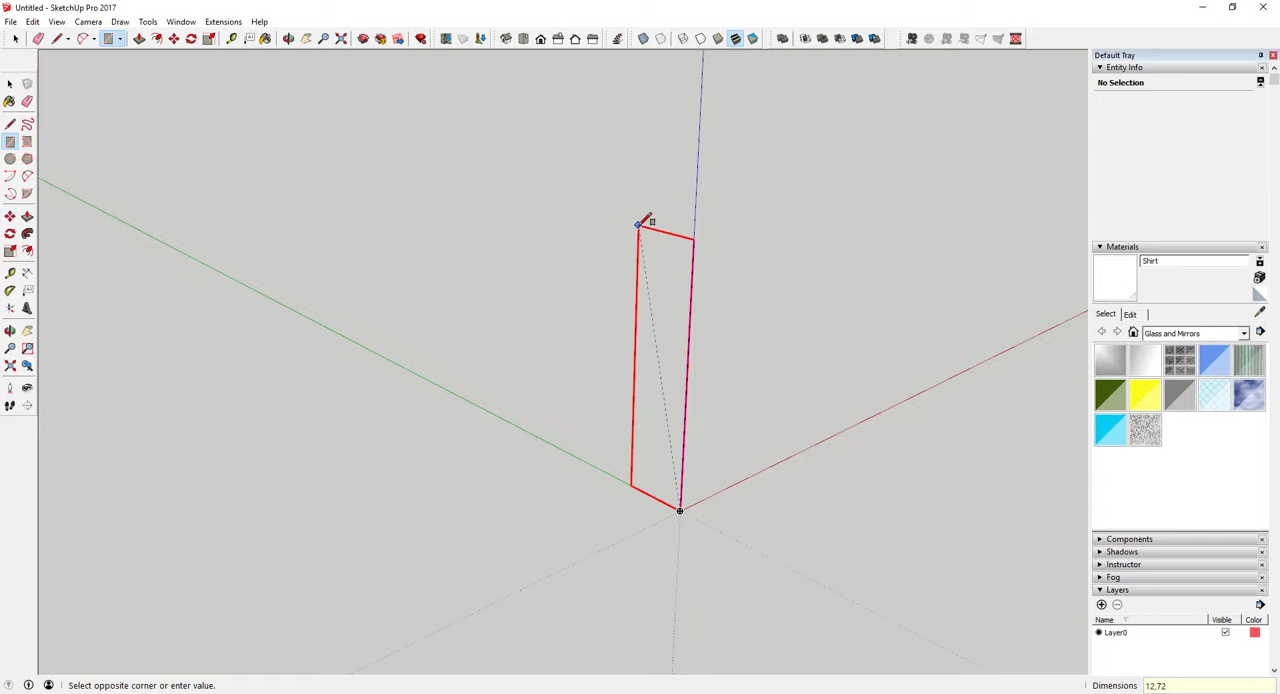 Untitled - SketchUp Pro 2017
File Edit View Camera Draw Tools Window Extensions Help
Default Tray
Entity Info
No Selection
Materials
Shirt
Select Edit
Glass and Mirrors
Components
Shadows
Instructor
Fog
Layers
Name Visible Color
Layer0
Select opposite corner or enter value.
Dimensions 12,72